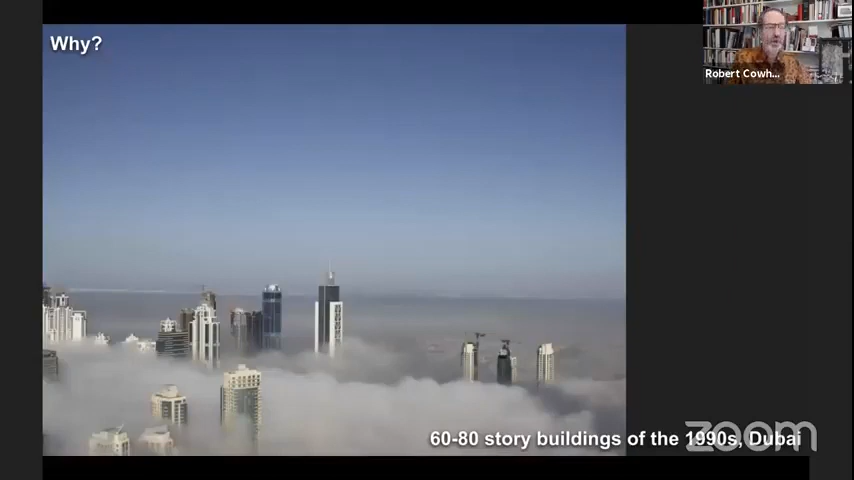 Why?
Robert Cowh...
60-80 story buildings of the 1990s, Dubai
zoom